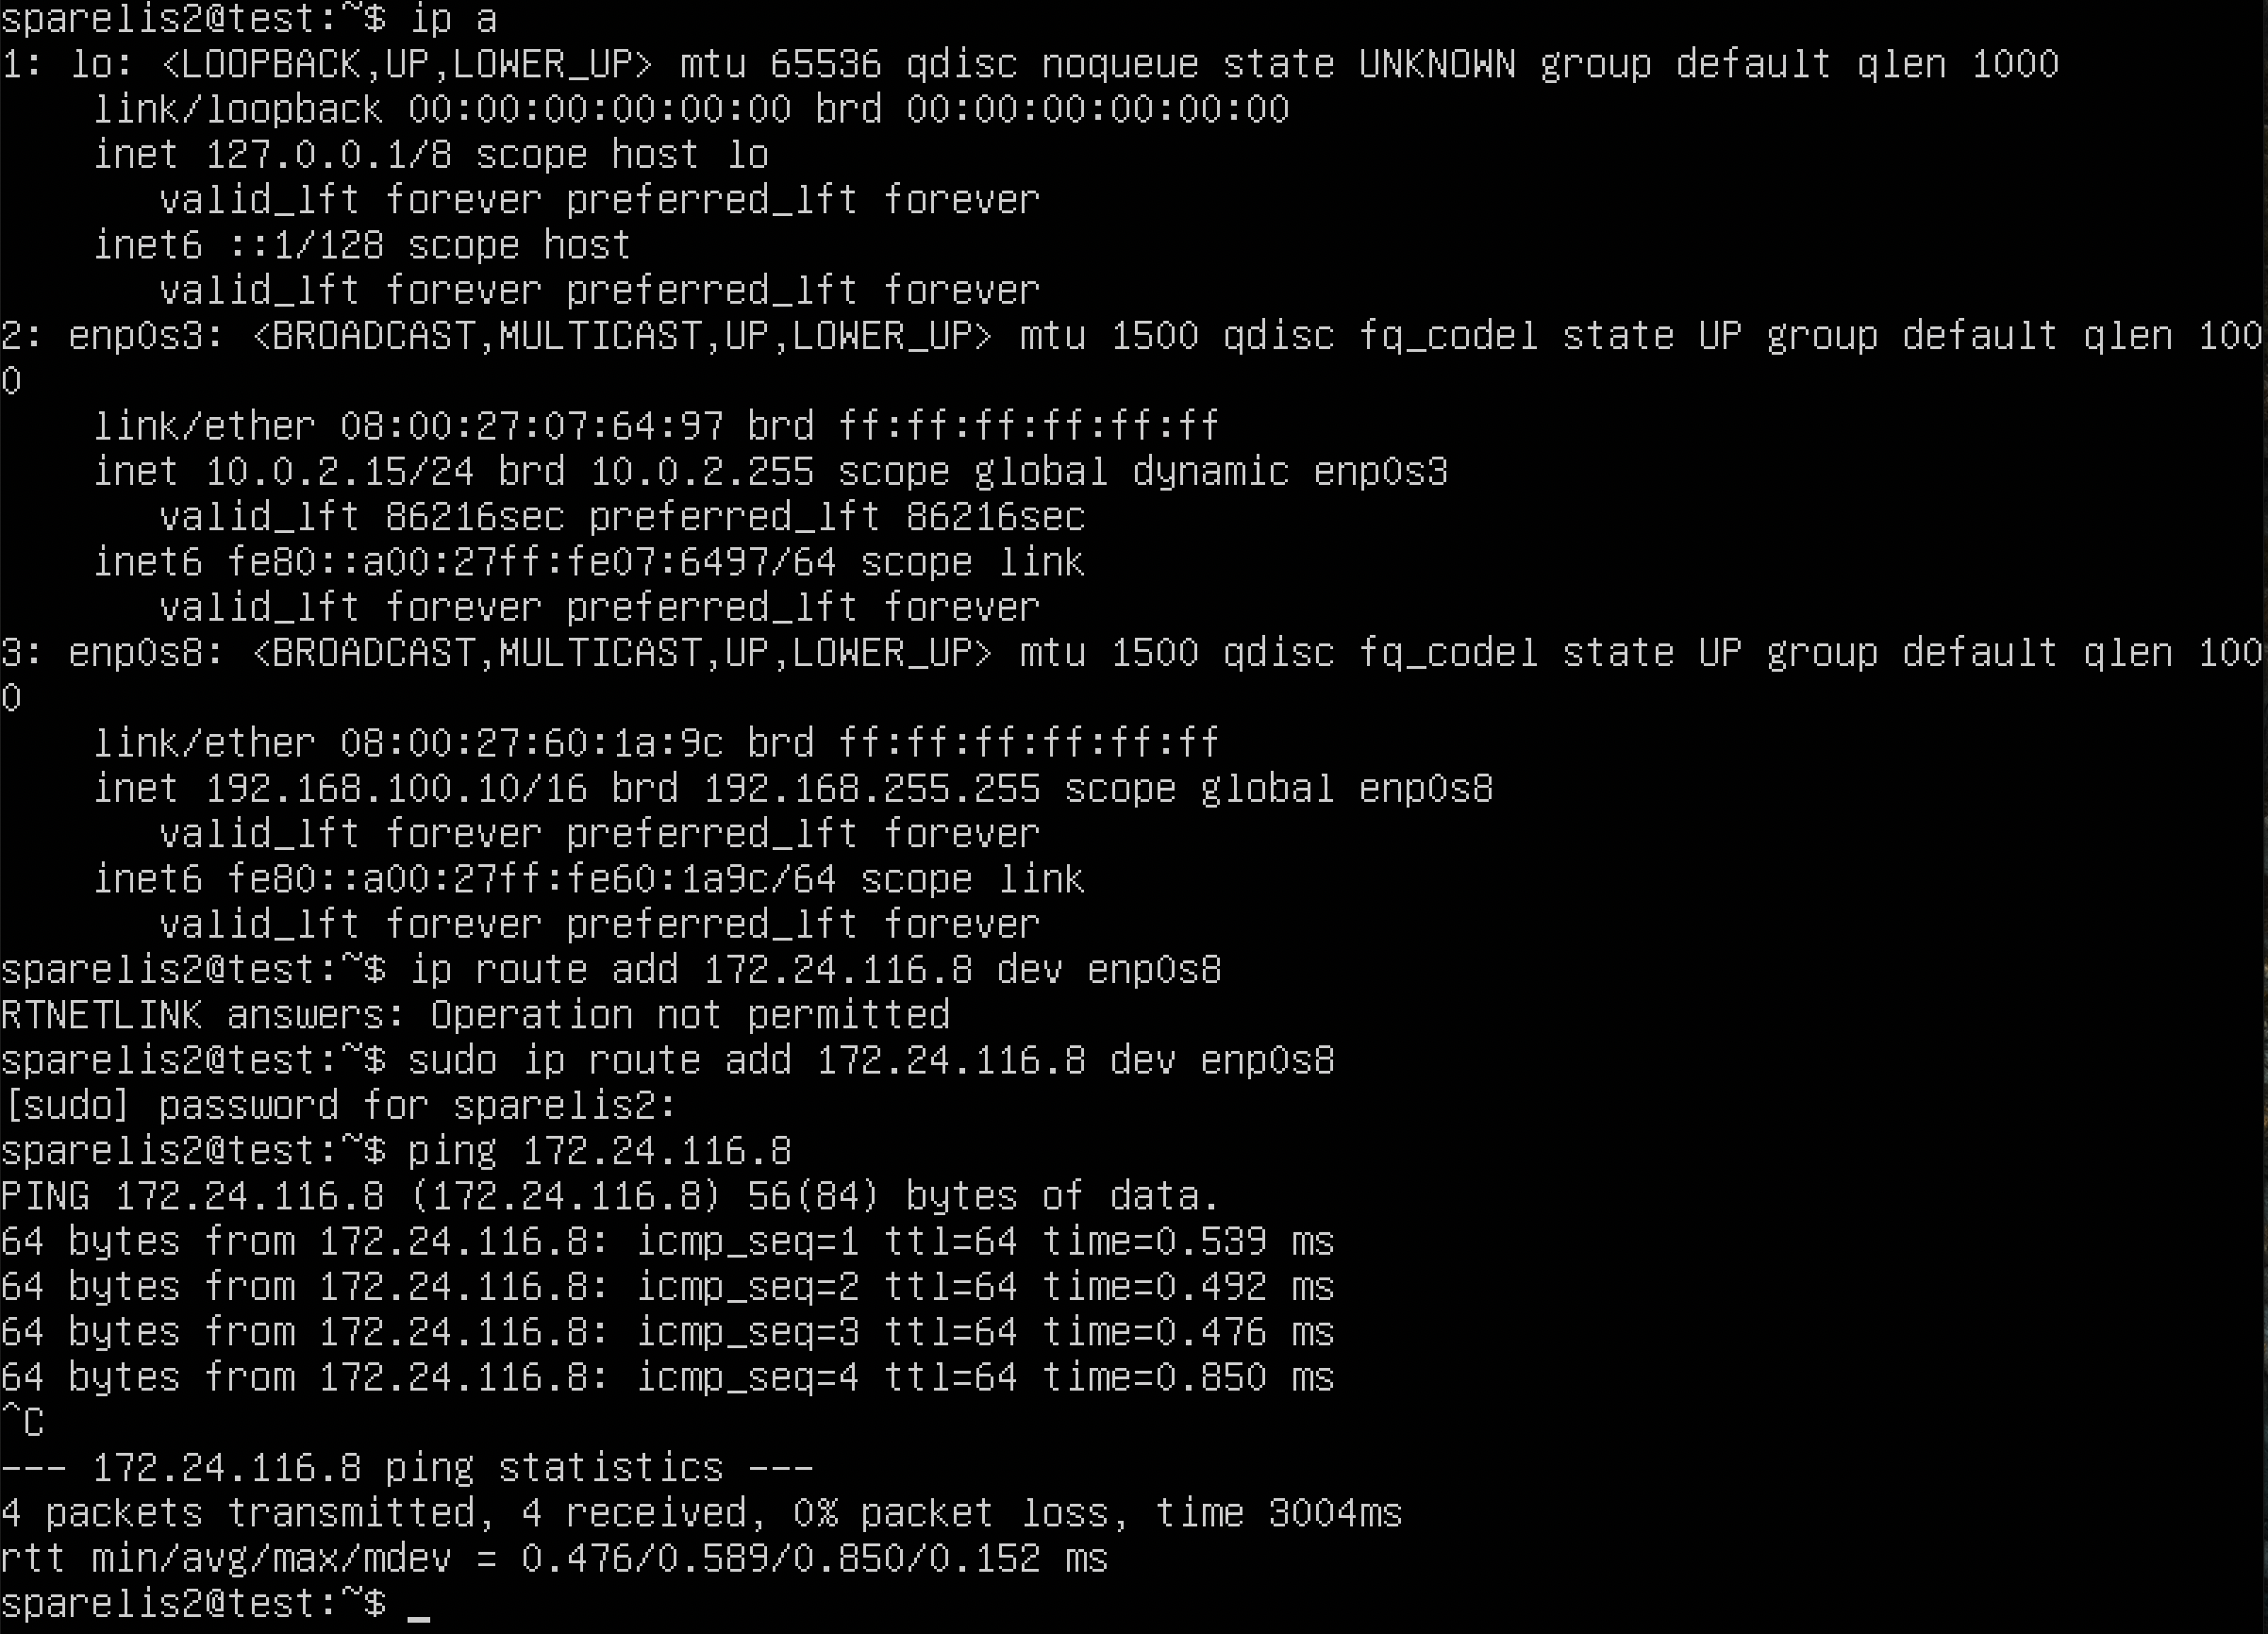 sparelis2@test:~$ ip a
1: lo: <LOOPBACK,UP,LOWER_UP> mtu 65536 qdisc noqueue state UNKNOWN group default qlen 1000
    link/loopback 00:00:00:00:00:00 brd 00:00:00:00:00:00
    inet 127.0.0.1/8 scope host lo
       valid_lft forever preferred_lft forever
    inet6 ::1/128 scope host
       valid_lft forever preferred_lft forever
2: enp0s3: <BROADCAST,MULTICAST,UP,LOWER_UP> mtu 1500 qdisc fq_codel state UP group default qlen 100
0
    link/ether 08:00:27:07:64:97 brd ff:ff:ff:ff:ff:ff
    inet 10.0.2.15/24 brd 10.0.2.255 scope global dynamic enp0s3
       valid_lft 86216sec preferred_lft 86216sec
    inet6 fe80::a00:27ff:fe07:6497/64 scope link
       valid_lft forever preferred_lft forever
3: enp0s8: <BROADCAST,MULTICAST,UP,LOWER_UP> mtu 1500 qdisc fq_codel state UP group default qlen 100
0
    link/ether 08:00:27:60:1a:9c brd ff:ff:ff:ff:ff:ff
    inet 192.168.100.10/16 brd 192.168.255.255 scope global enp0s8
       valid_lft forever preferred_lft forever
    inet6 fe80::a00:27ff:fe60:1a9c/64 scope link
       valid_lft forever preferred_lft forever
sparelis2@test:~$ ip route add 172.24.116.8 dev enp0s8
RTNETLINK answers: Operation not permitted
sparelis2@test:~$ sudo ip route add 172.24.116.8 dev enp0s8
[sudo] password for sparelis2:
sparelis2@test:~$ ping 172.24.116.8
PING 172.24.116.8 (172.24.116.8) 56(84) bytes of data.
64 bytes from 172.24.116.8: icmp_seq=1 ttl=64 time=0.539 ms
64 bytes from 172.24.116.8: icmp_seq=2 ttl=64 time=0.492 ms
64 bytes from 172.24.116.8: icmp_seq=3 ttl=64 time=0.476 ms
64 bytes from 172.24.116.8: icmp_seq=4 ttl=64 time=0.850 ms
^C
--- 172.24.116.8 ping statistics ---
4 packets transmitted, 4 received, 0% packet loss, time 3004ms
rtt min/avg/max/mdev = 0.476/0.589/0.850/0.152 ms
sparelis2@test:~$ _